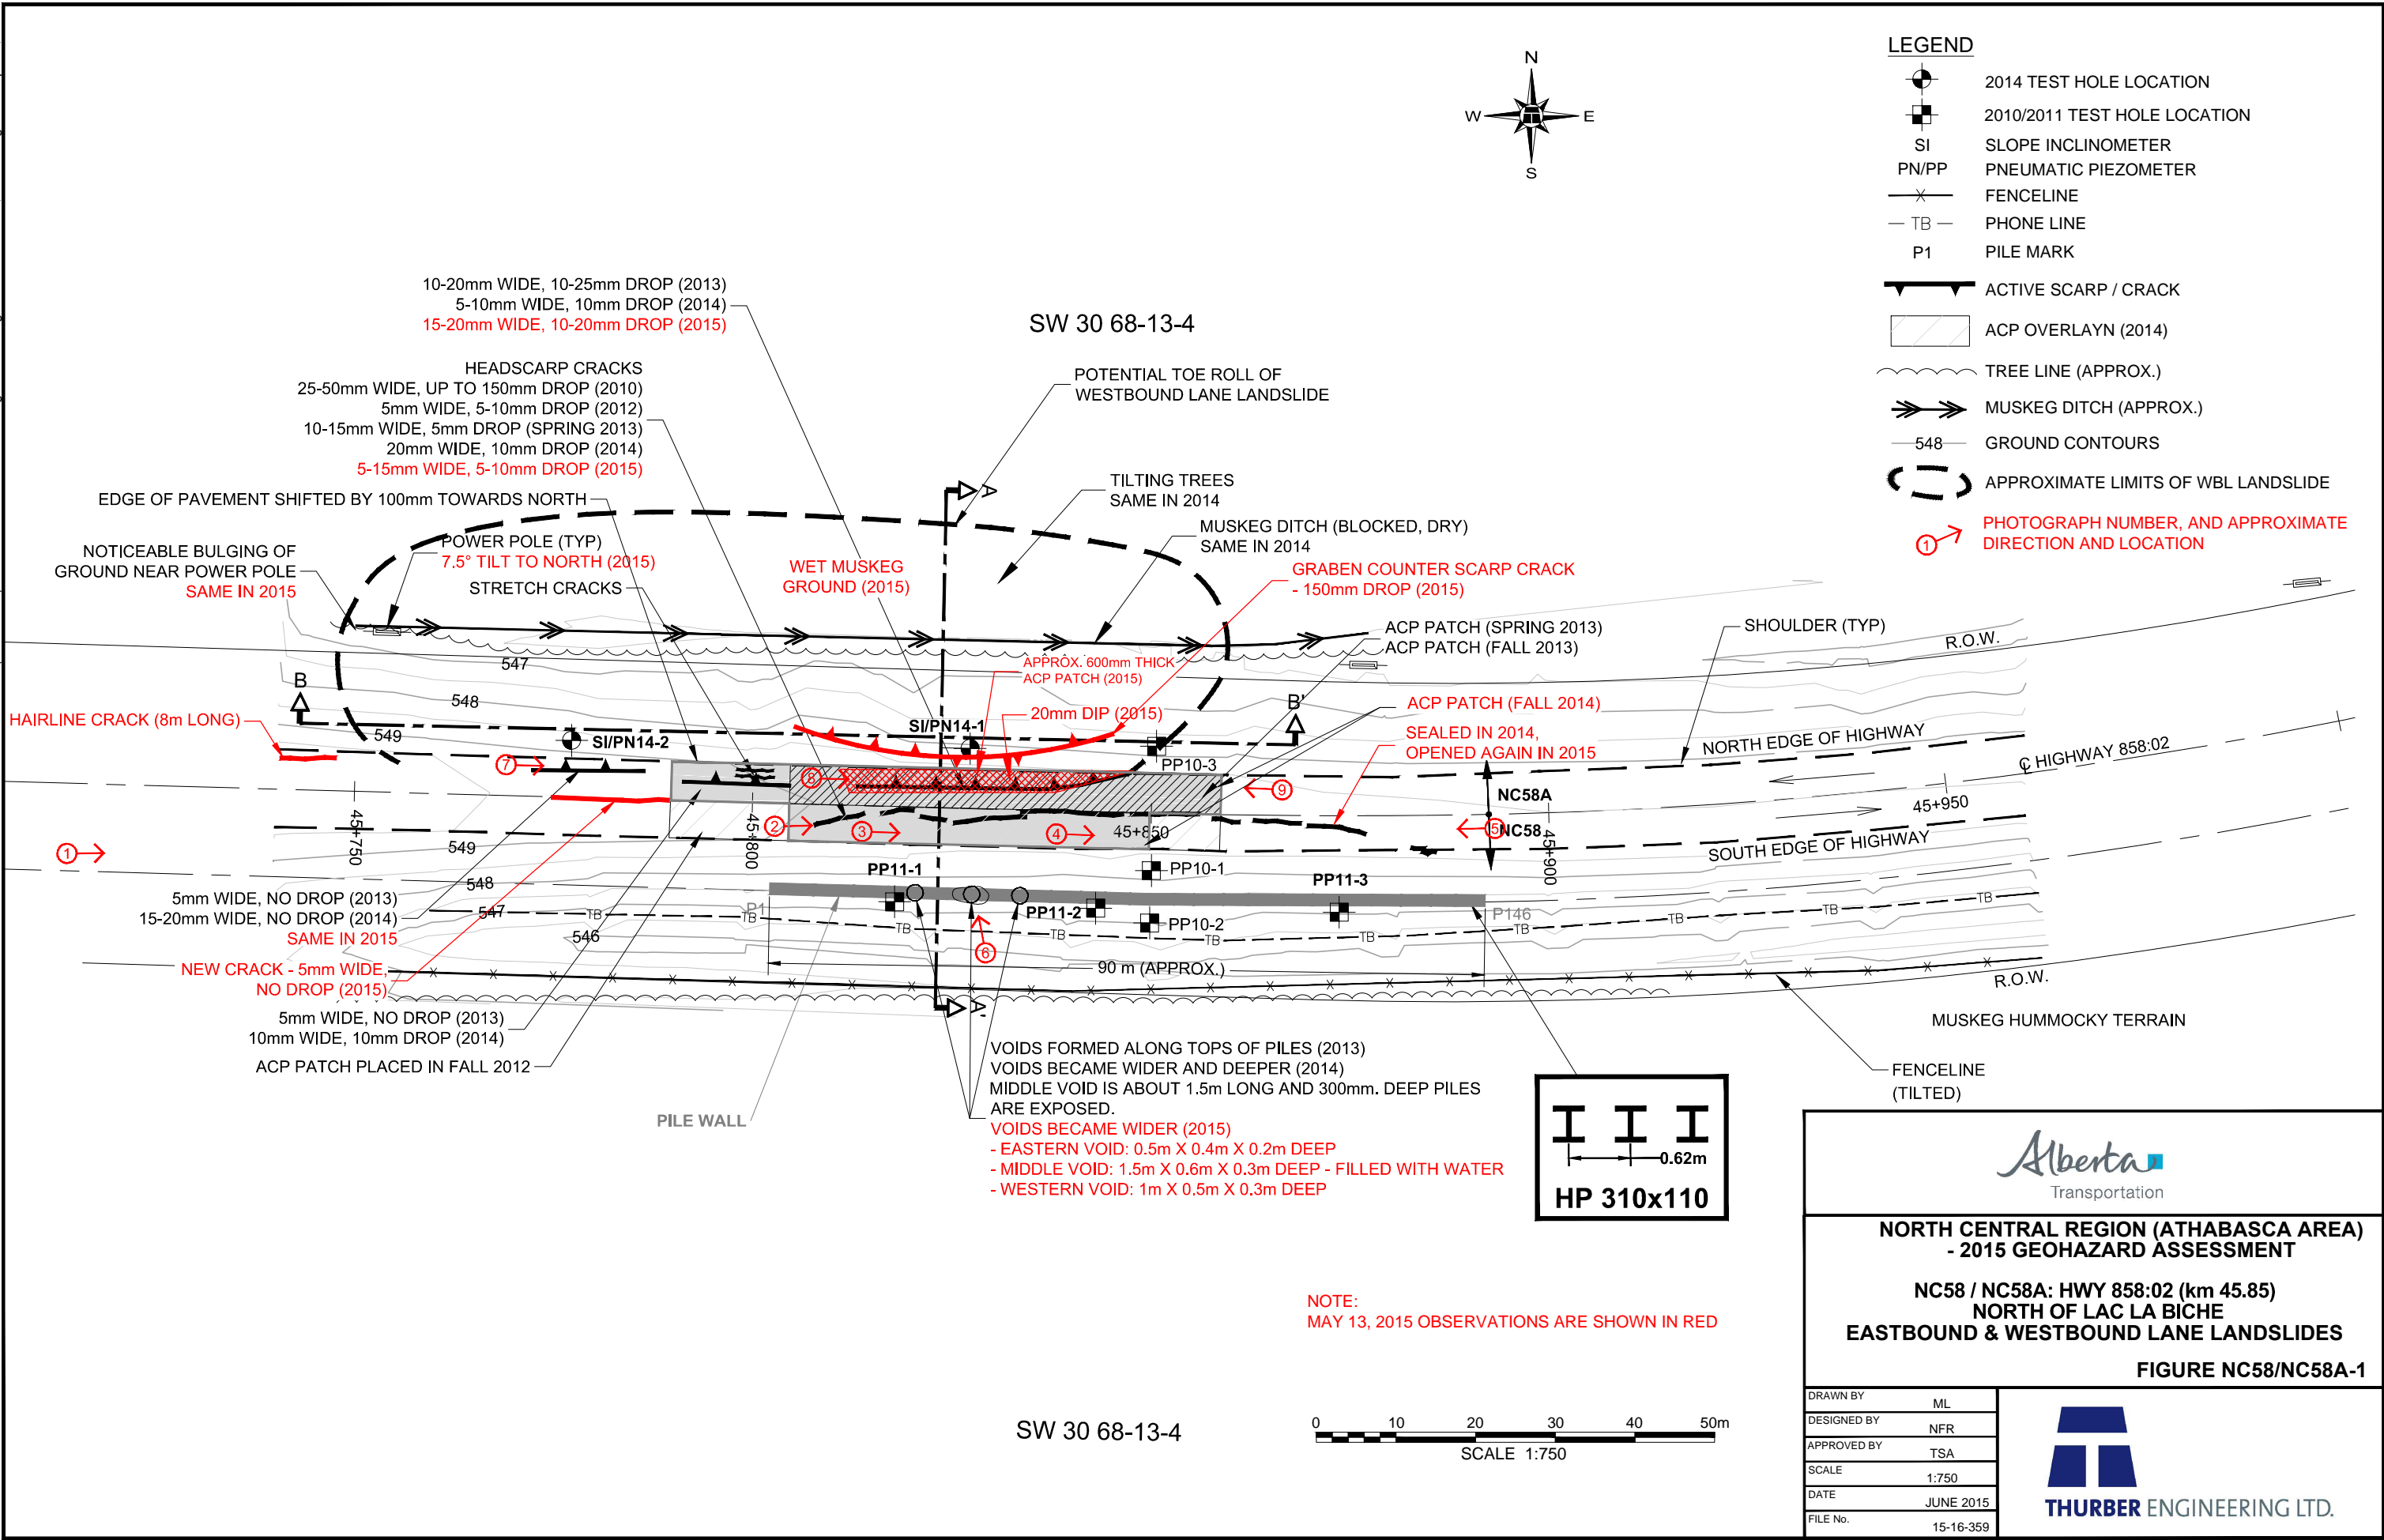 N
W
E
S
LEGEND
2014 TEST HOLE LOCATION
2010/2011 TEST HOLE LOCATION
SI SLOPE INCLINOMETER
PN/PP PNEUMATIC PIEZOMETER
X FENCELINE
TB PHONE LINE
P1 PILE MARK
ACTIVE SCARP / CRACK
ACP OVERLAYN (2014)
TREE LINE (APPROX.)
MUSKEG DITCH (APPROX.)
548 GROUND CONTOURS
APPROXIMATE LIMITS OF WBL LANDSLIDE
1 PHOTOGRAPH NUMBER, AND APPROXIMATE
DIRECTION AND LOCATION
10-20mm WIDE, 10-25mm DROP (2013)
5-10mm WIDE, 10mm DROP (2014)
15-20mm WIDE, 10-20mm DROP (2015)
SW 30 68-13-4
HEADSCARP CRACKS
25-50mm WIDE, UP TO 150mm DROP (2010)
5mm WIDE, 5-10mm DROP (2012)
10-15mm WIDE, 5mm DROP (SPRING 2013)
20mm WIDE, 10mm DROP (2014)
5-15mm WIDE, 5-10mm DROP (2015)
POTENTIAL TOE ROLL OF
WESTBOUND LANE LANDSLIDE
EDGE OF PAVEMENT SHIFTED BY 100mm TOWARDS NORTH
A
TILTING TREES
SAME IN 2014
MUSKEG DITCH (BLOCKED, DRY)
SAME IN 2014
NOTICEABLE BULGING OF
GROUND NEAR POWER POLE
SAME IN 2015
POWER POLE (TYP)
7.5° TILT TO NORTH (2015)
STRETCH CRACKS
WET MUSKEG
GROUND (2015)
GRABEN COUNTER SCARP CRACK
- 150mm DROP (2015)
ACP PATCH (SPRING 2013)
ACP PATCH (FALL 2013)
SHOULDER (TYP)
R.O.W.
547
APPROX. 600mm THICK
ACP PATCH (2015)
B
548
B'
20mm DIP (2015)
ACP PATCH (FALL 2014)
HAIRLINE CRACK (8m LONG)
549
SI/PN14-2
SI/PN14-1
SEALED IN 2014,
OPENED AGAIN IN 2015
NORTH EDGE OF HIGHWAY
℄ HIGHWAY 858:02
7
8
PP10-3
9
NC58A
45+950
45+750
45+800
2
3
4
45+850
5
NC58
45+900
1
549
SOUTH EDGE OF HIGHWAY
548
PP11-1
PP10-1
PP11-3
5mm WIDE, NO DROP (2013)
15-20mm WIDE, NO DROP (2014)
SAME IN 2015
547
TB
TB
P1
TB
PP11-2
TB
PP10-2
TB
TB
P146
TB
TB
TB
TB
546
6
NEW CRACK - 5mm WIDE,
NO DROP (2015)
90 m (APPROX.)
X X X X X X X X X X X X X X X X X X X X X X X X X X X
R.O.W.
A'
5mm WIDE, NO DROP (2013)
10mm WIDE, 10mm DROP (2014)
ACP PATCH PLACED IN FALL 2012
MUSKEG HUMMOCKY TERRAIN
FENCELINE
(TILTED)
PILE WALL
VOIDS FORMED ALONG TOPS OF PILES (2013)
VOIDS BECAME WIDER AND DEEPER (2014)
MIDDLE VOID IS ABOUT 1.5m LONG AND 300mm. DEEP PILES
ARE EXPOSED.
VOIDS BECAME WIDER (2015)
- EASTERN VOID: 0.5m X 0.4m X 0.2m DEEP
- MIDDLE VOID: 1.5m X 0.6m X 0.3m DEEP - FILLED WITH WATER
- WESTERN VOID: 1m X 0.5m X 0.3m DEEP
0.62m
HP 310x110
NOTE:
MAY 13, 2015 OBSERVATIONS ARE SHOWN IN RED
SW 30 68-13-4
0 10 20 30 40 50m
SCALE 1:750
Alberta
Transportation
NORTH CENTRAL REGION (ATHABASCA AREA)
- 2015 GEOHAZARD ASSESSMENT
NC58 / NC58A: HWY 858:02 (km 45.85)
NORTH OF LAC LA BICHE
EASTBOUND & WESTBOUND LANE LANDSLIDES
FIGURE NC58/NC58A-1
DRAWN BY ML
DESIGNED BY NFR
APPROVED BY TSA
SCALE 1:750
DATE JUNE 2015
FILE No. 15-16-359
THURBER ENGINEERING LTD.